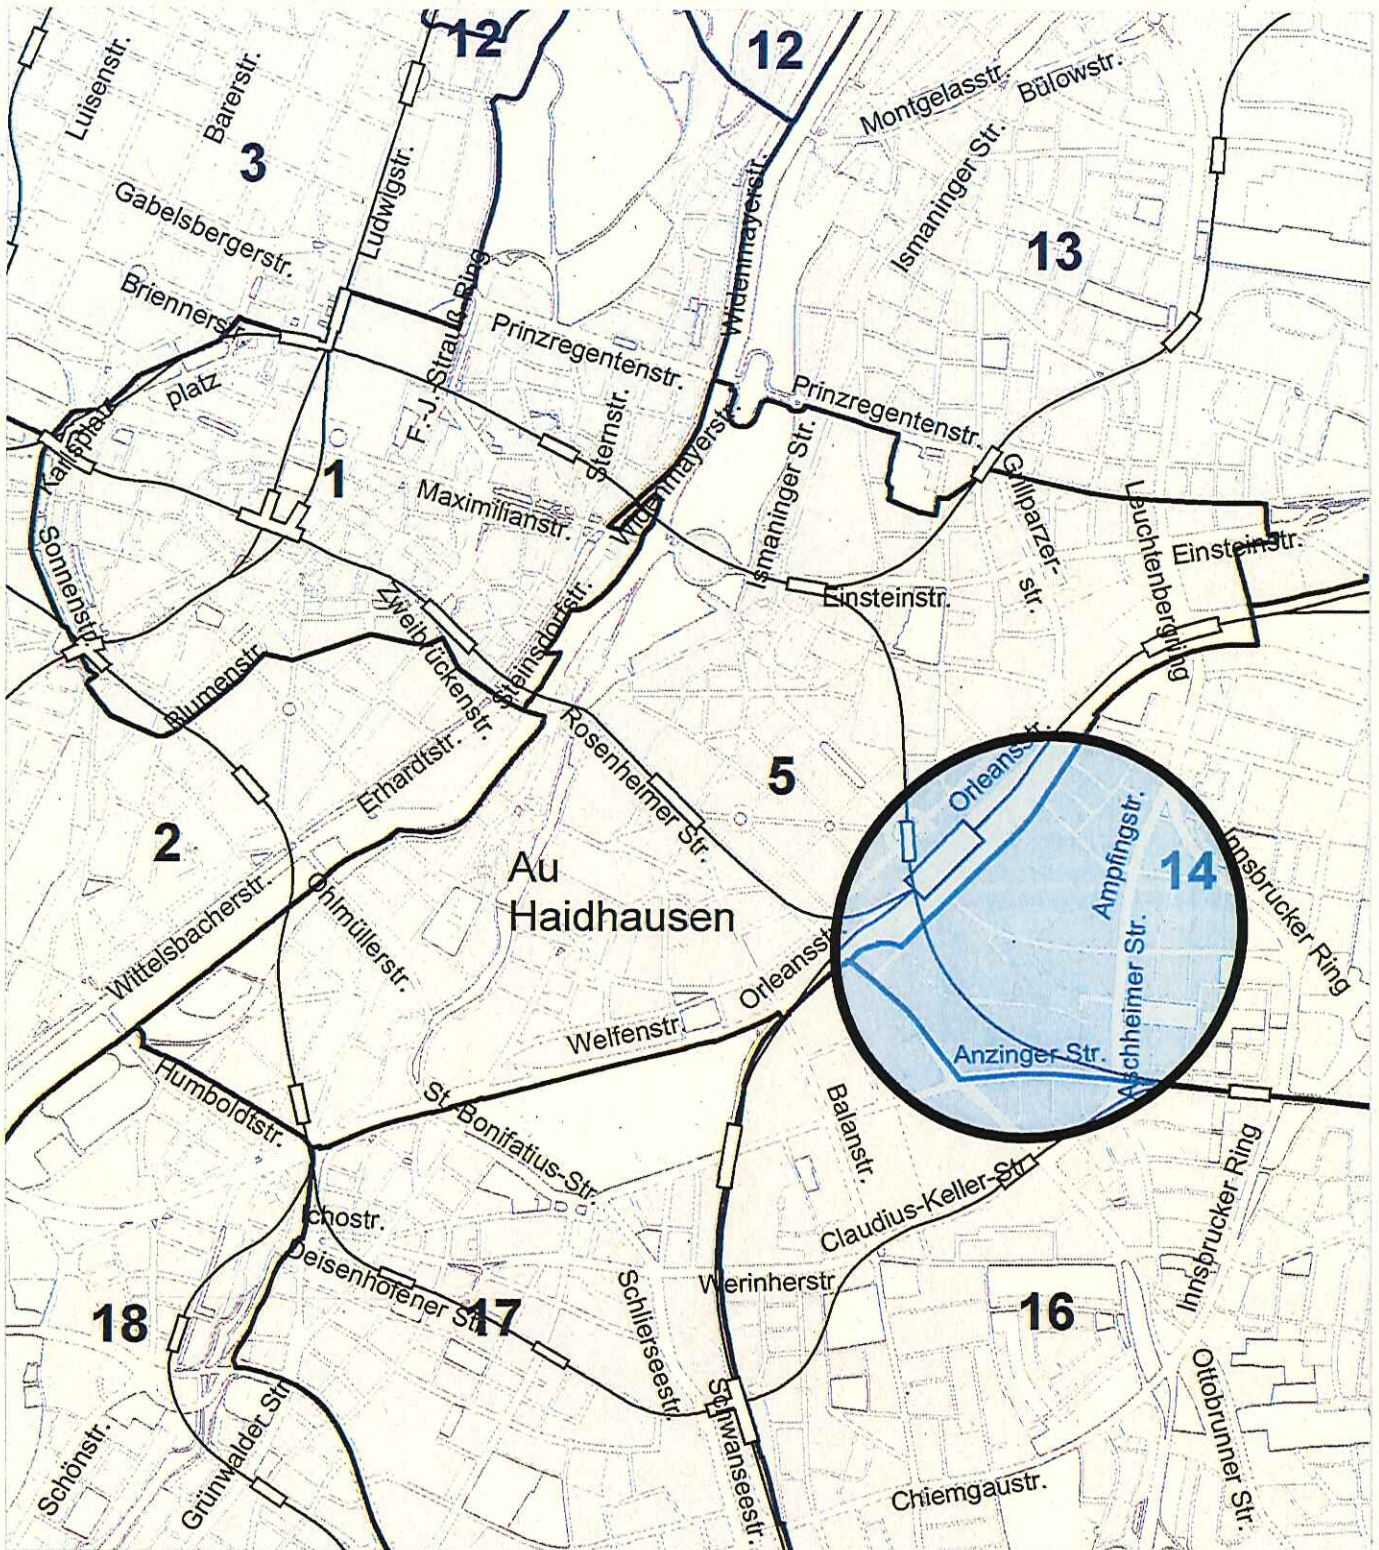 12
12
Luisenstr.
Barerstr.
3
Ludwigstr.
Montgelasstr.
Bülowstr.
Ismaninger Str.
13
Gabelsbergerstr.
Widenmayerstr.
Briennerstr.
F.-J.-Strauß-Ring
Prinzregentenstr.
platz
Prinzregentenstr.
Karlsplatz
Sternstr.
Widenmayerstr.
Ismaninger Str.
1
Maximilianstr.
Grillparzer-
str.
Leuchtenbergring
Einsteinstr.
Sonnenstr.
Zweibrückenstr.
Steinsdorfstr.
Einsteinstr.
Blumenstr.
Erhardtstr.
Rosenheimer Str.
5
Orleansstr.
Ampfingstr.
14
Innsbrucker Ring
2
Au
Haidhausen
Wittelsbacherstr.
Ohlmüllerstr.
Orleansstr.
Aschheimer Str.
Welfenstr.
Anzinger Str.
Humboldtstr.
St.-Bonifatius-Str.
Balanstr.
Claudius-Keller-Str.
Innsbrucker Ring
Ichostr.
Deisenhofener Str.
17
Schlierseestr.
Werinherstr.
16
18
Schönstr.
Grünwalder Str.
Schwanseestr.
Chiemgaustr.
Ottobrunner Str.